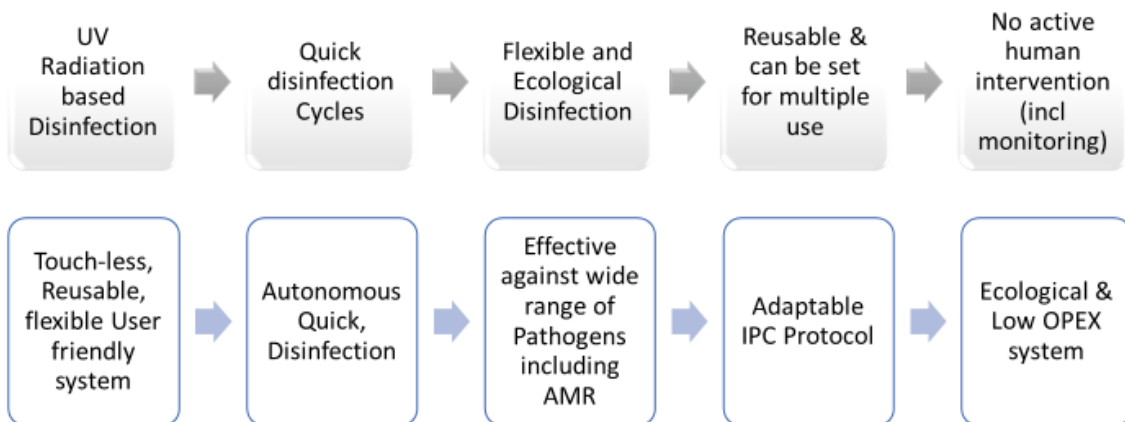 UV
Radiation
based
Disinfection
Quick
disinfection
Cycles
Flexible and
Ecological
Disinfection
Reusable &
can be set
for multiple
use
No active
human
intervention
(incl
monitoring)
Touch-less,
Reusable,
flexible User
friendly
system
Autonomous
Quick,
Disinfection
Effective
against wide
range of
Pathogens
including
AMR
Adaptable
IPC Protocol
Ecological &
Low OPEX
system